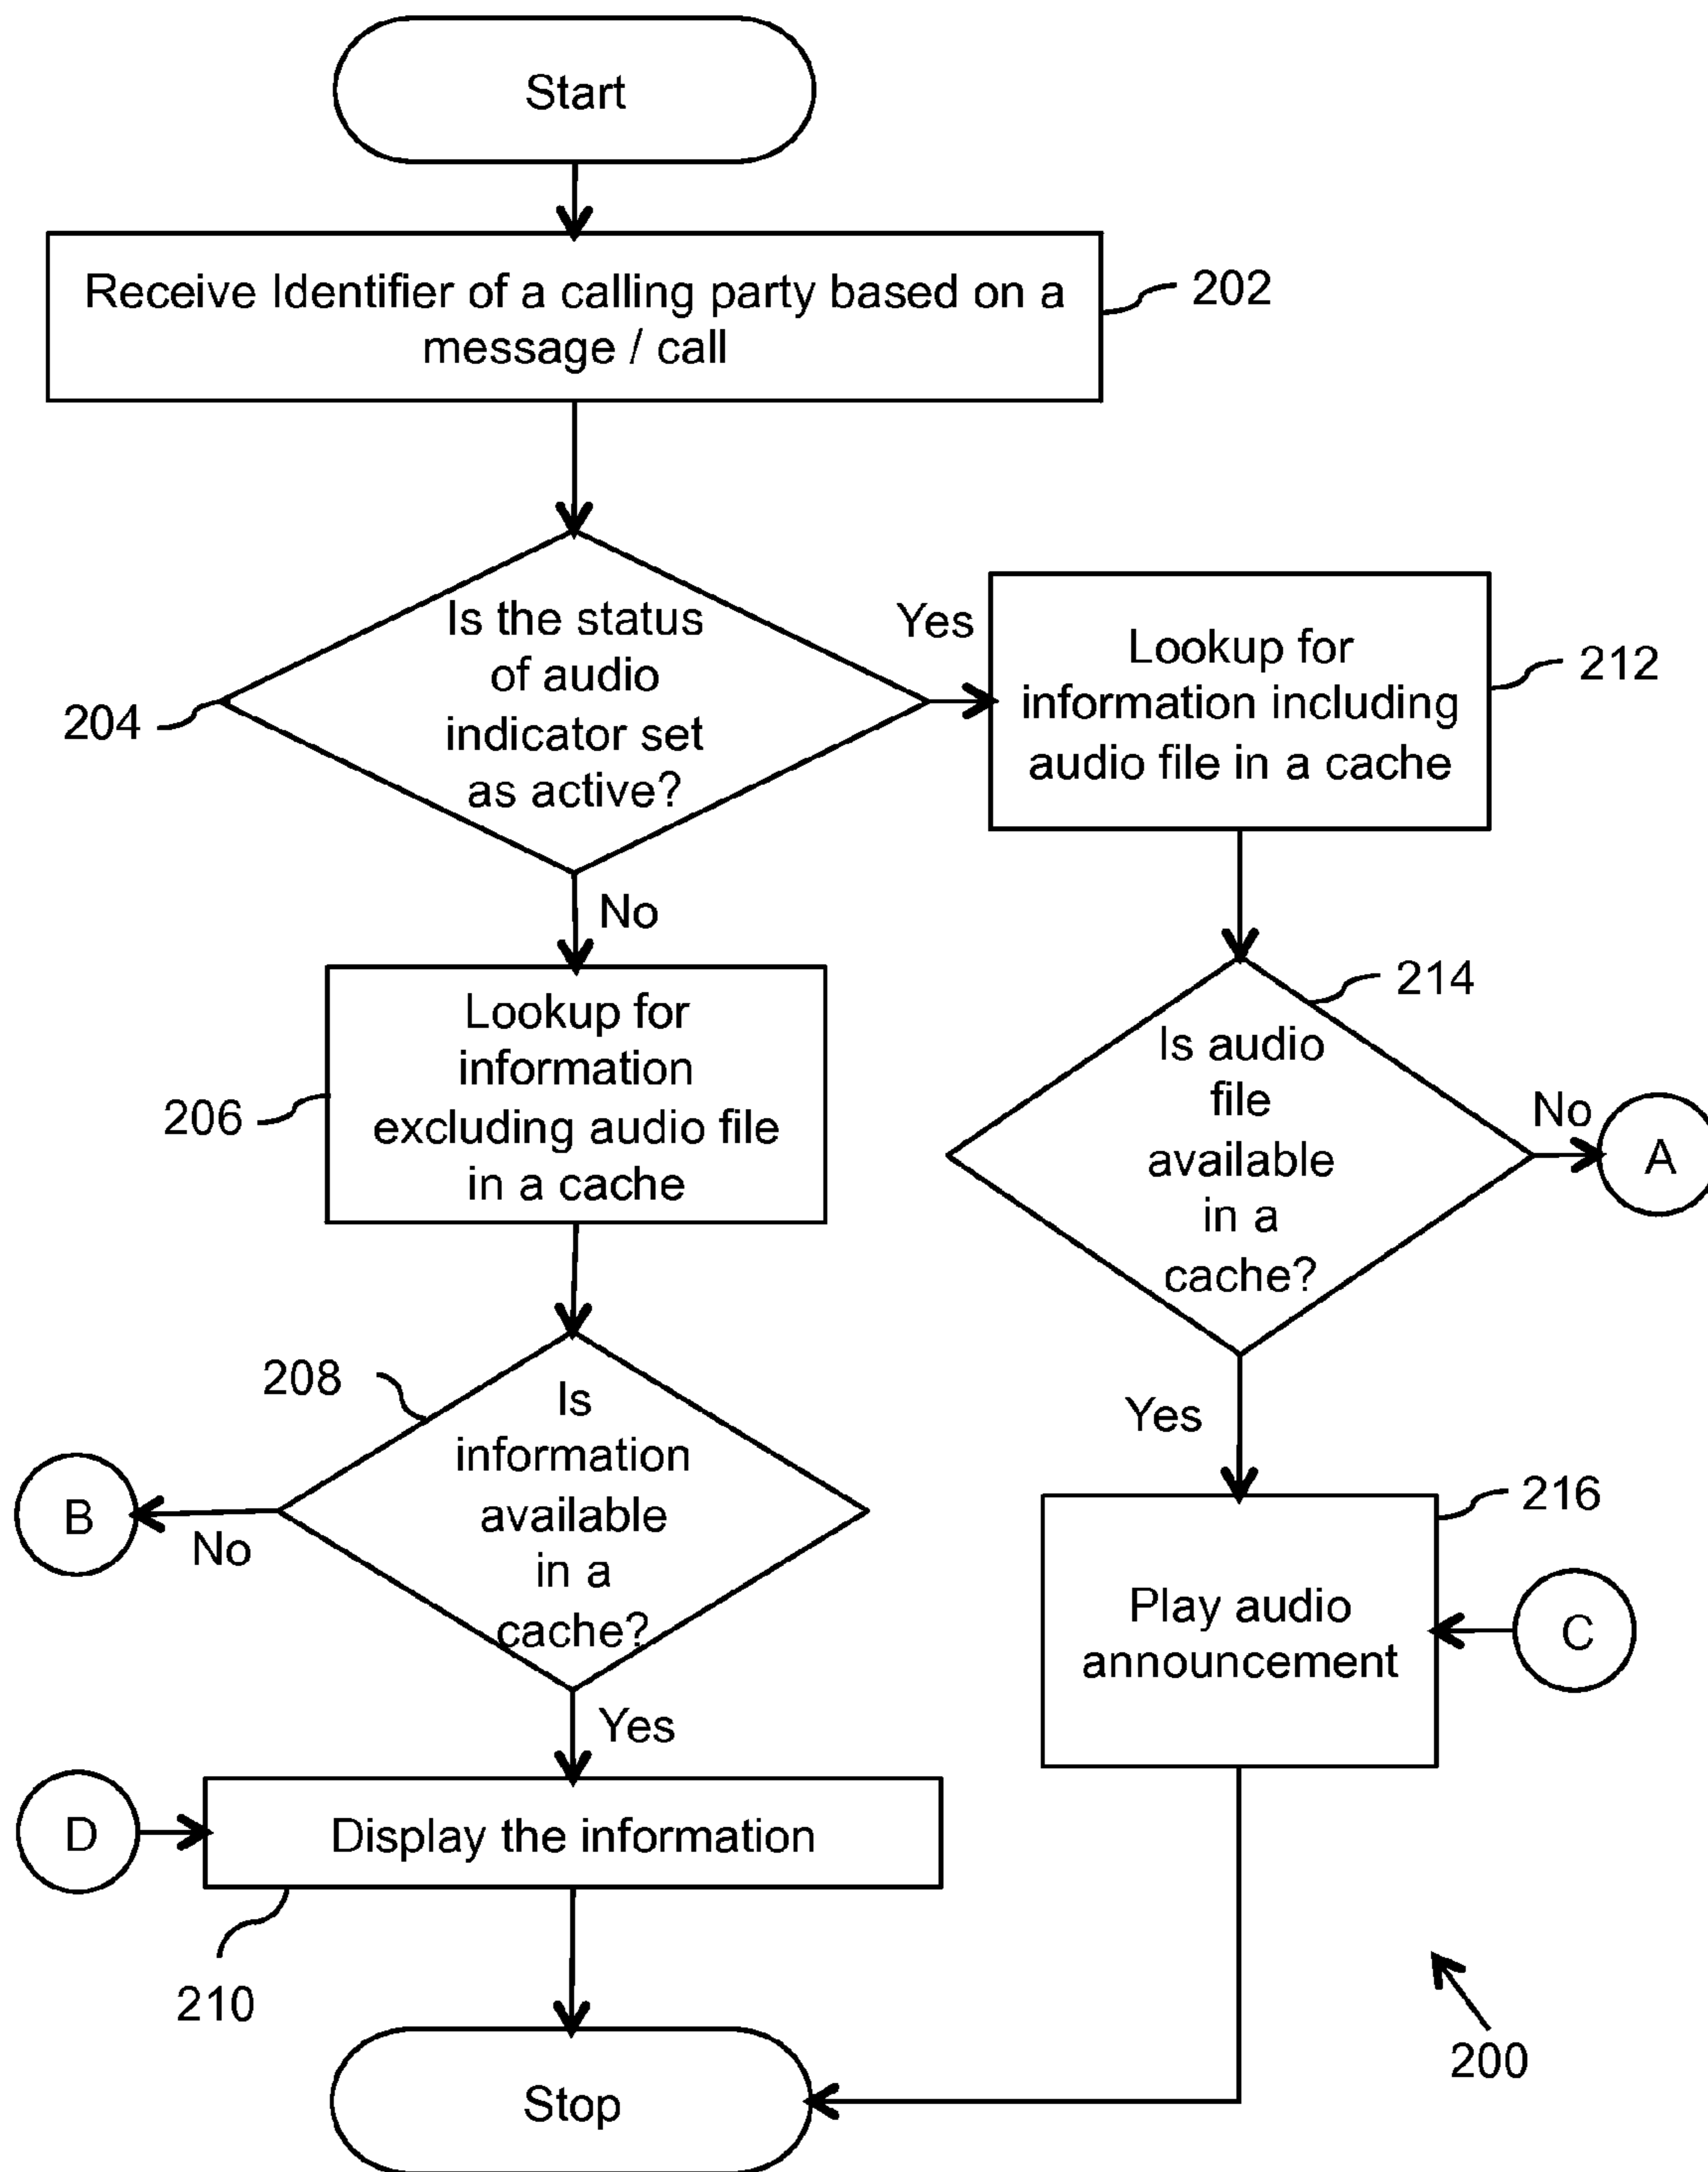 Start
Receive Identifier of a calling party based on a
message / call
202
Is the status
of audio
indicator set
as active?
204
Yes
Lookup for
information including
audio file in a cache
212
No
Lookup for
information
excluding audio file
in a cache
206
214
Is audio
file
available
in a
cache?
No
A
208
Is
information
available
in a
cache?
B
No
Yes
216
Play audio
announcement
C
Yes
D
Display the information
210
Stop
200